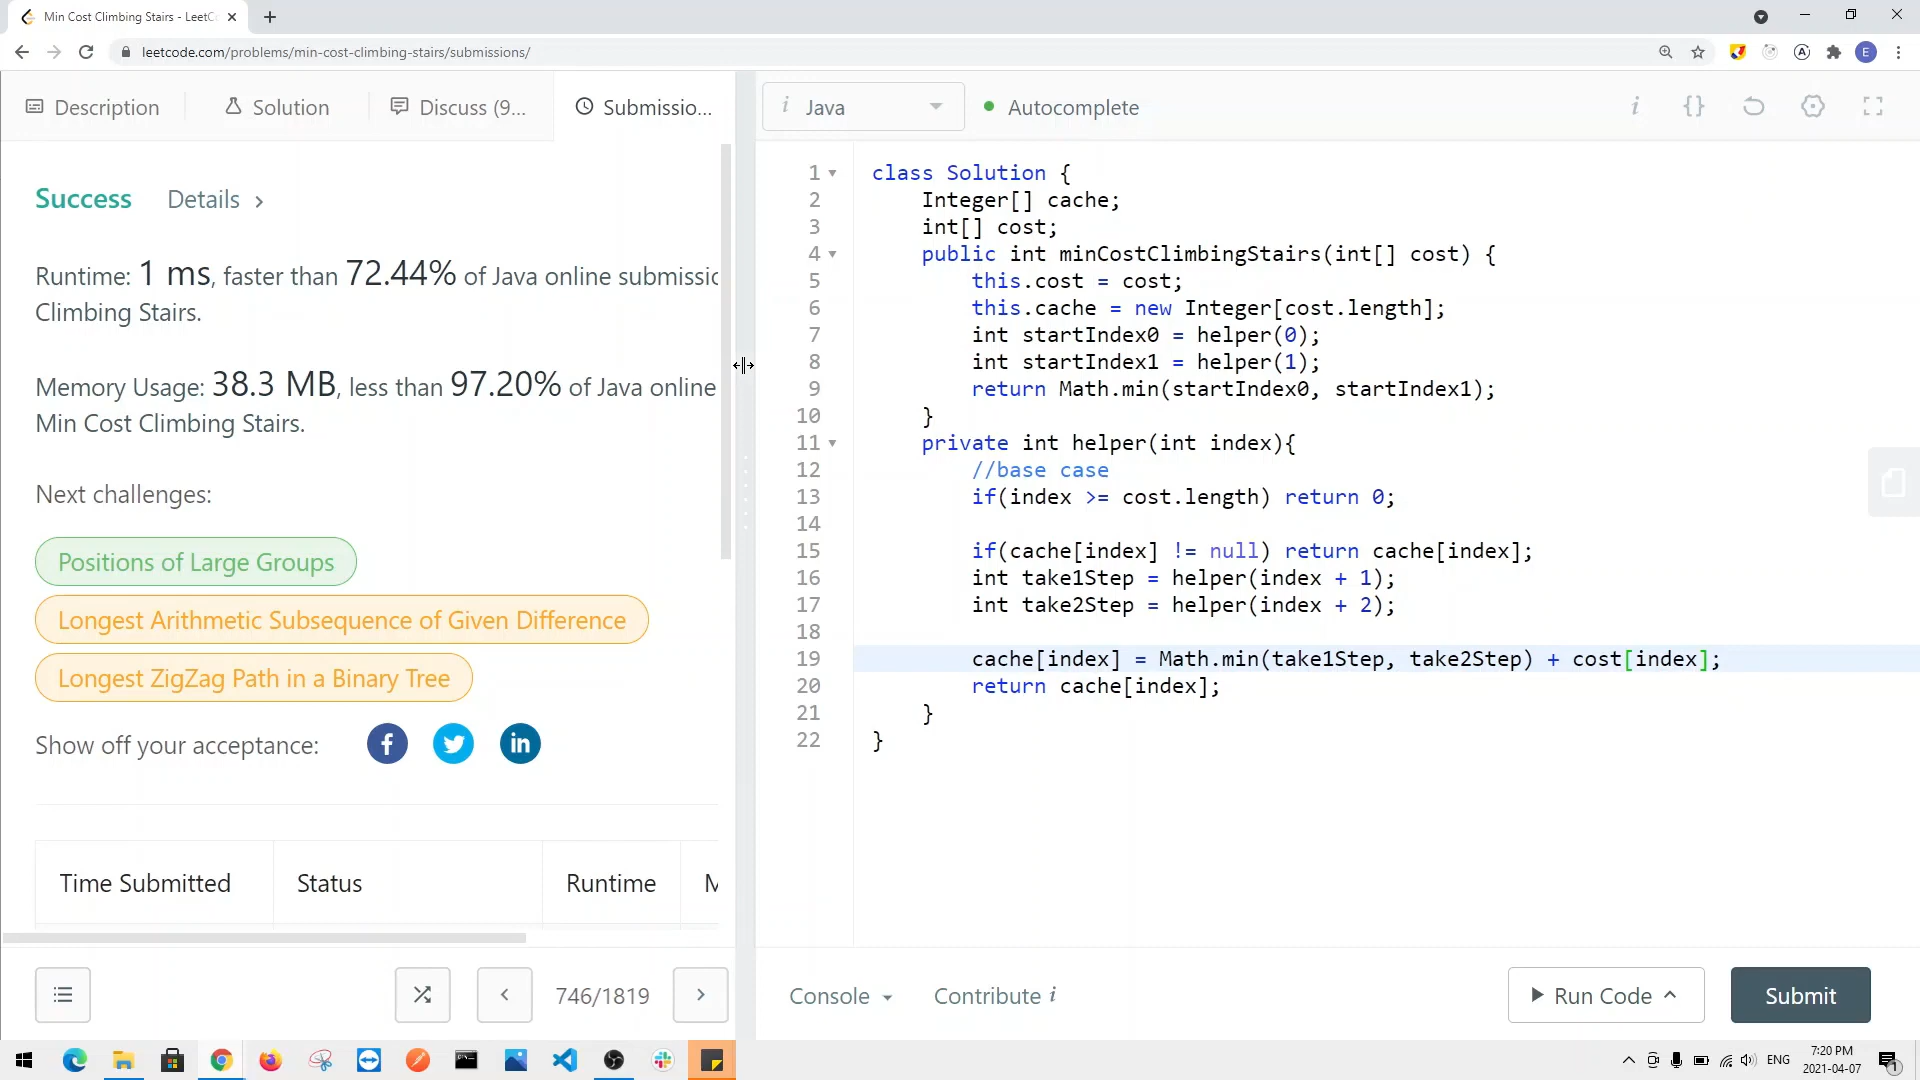 Min Cost Climbing Stairs - LeetC
leetcode.com/problems/min-cost-climbing-stairs/submissions/
E
Description
Solution
Discuss (9...
Submissio...
i Java
Autocomplete
i {}
Success Details >
Runtime: 1 ms, faster than 72.44% of Java online submissic
Climbing Stairs.
Memory Usage: 38.3 MB, less than 97.20% of Java online
Min Cost Climbing Stairs.
Next challenges:
Positions of Large Groups
Longest Arithmetic Subsequence of Given Difference
Longest ZigZag Path in a Binary Tree
Show off your acceptance:
Time Submitted Status Runtime M
746/1819
1 class Solution {
2 Integer[] cache;
3 int[] cost;
4 public int minCostClimbingStairs(int[] cost) {
5 this.cost = cost;
6 this.cache = new Integer[cost.length];
7 int startIndex0 = helper(0);
8 int startIndex1 = helper(1);
9 return Math.min(startIndex0, startIndex1);
10 }
11 private int helper(int index){
12 //base case
13 if(index >= cost.length) return 0;
14
15 if(cache[index] != null) return cache[index];
16 int take1Step = helper(index + 1);
17 int take2Step = helper(index + 2);
18
19 cache[index] = Math.min(take1Step, take2Step) + cost[index];
20 return cache[index];
21 }
22 }
Console
Contribute i
Run Code
Submit
ENG
7:20 PM
2021-04-07
1